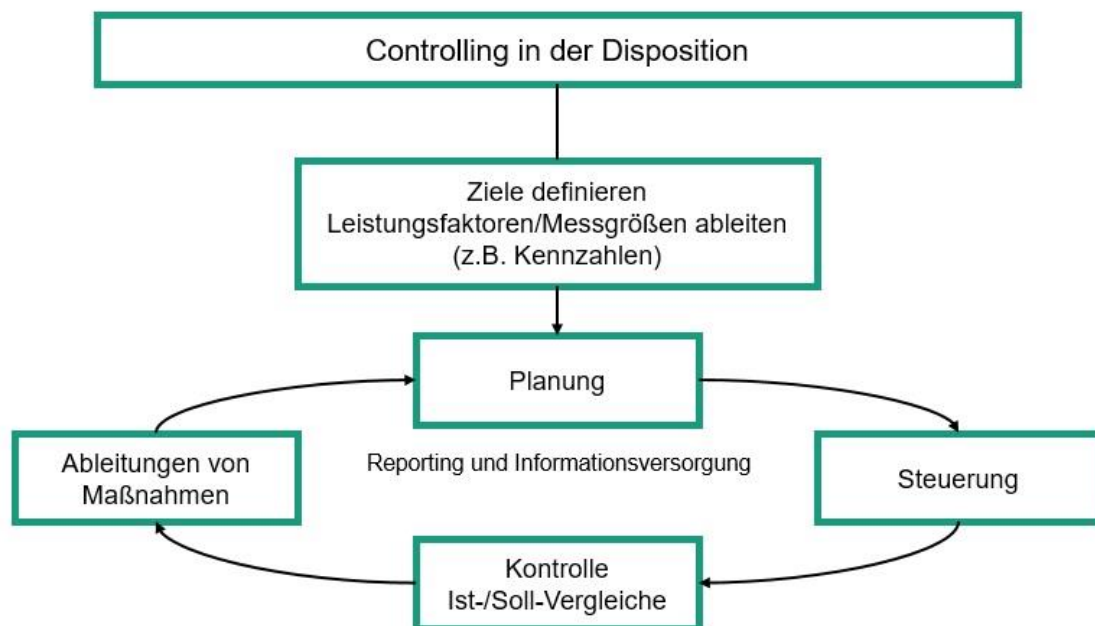 Controlling in der Disposition
Ziele definieren
Leistungsfaktoren/Messgrößen ableiten
(z.B. Kennzahlen)
Planung
Ableitungen von
Maßnahmen
Reporting und Informationsversorgung
Steuerung
Kontrolle
Ist-/Soll-Vergleiche